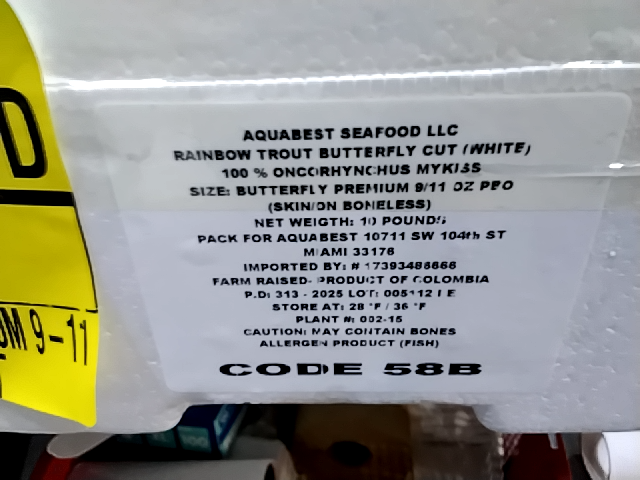 D
OM 9-11
AQUABEST SEAFOOD LLC
RAINBOW TROUT BUTTERFLY CUT (WHITE)
100 % ONCORHYNCHUS MYKISS
SIZE: BUTTERFLY PREMIUM 9/11 OZ PBO
(SKIN/ON BONELESS)
NET WEIGTH: 10 POUNDS
PACK FOR AQUABEST 10711 SW 104th ST
MIAMI 33176
IMPORTED BY: #
FARM RAISED- PRODUCT OF COLOMBIA
P.D: 313 - 2025 LOT:
STORE AT: 28 °F / 36 °F
PLANT #: 002-15
CAUTION: MAY CONTAIN BONES
ALLERGEN PRODUCT (FISH)
CODE 58B